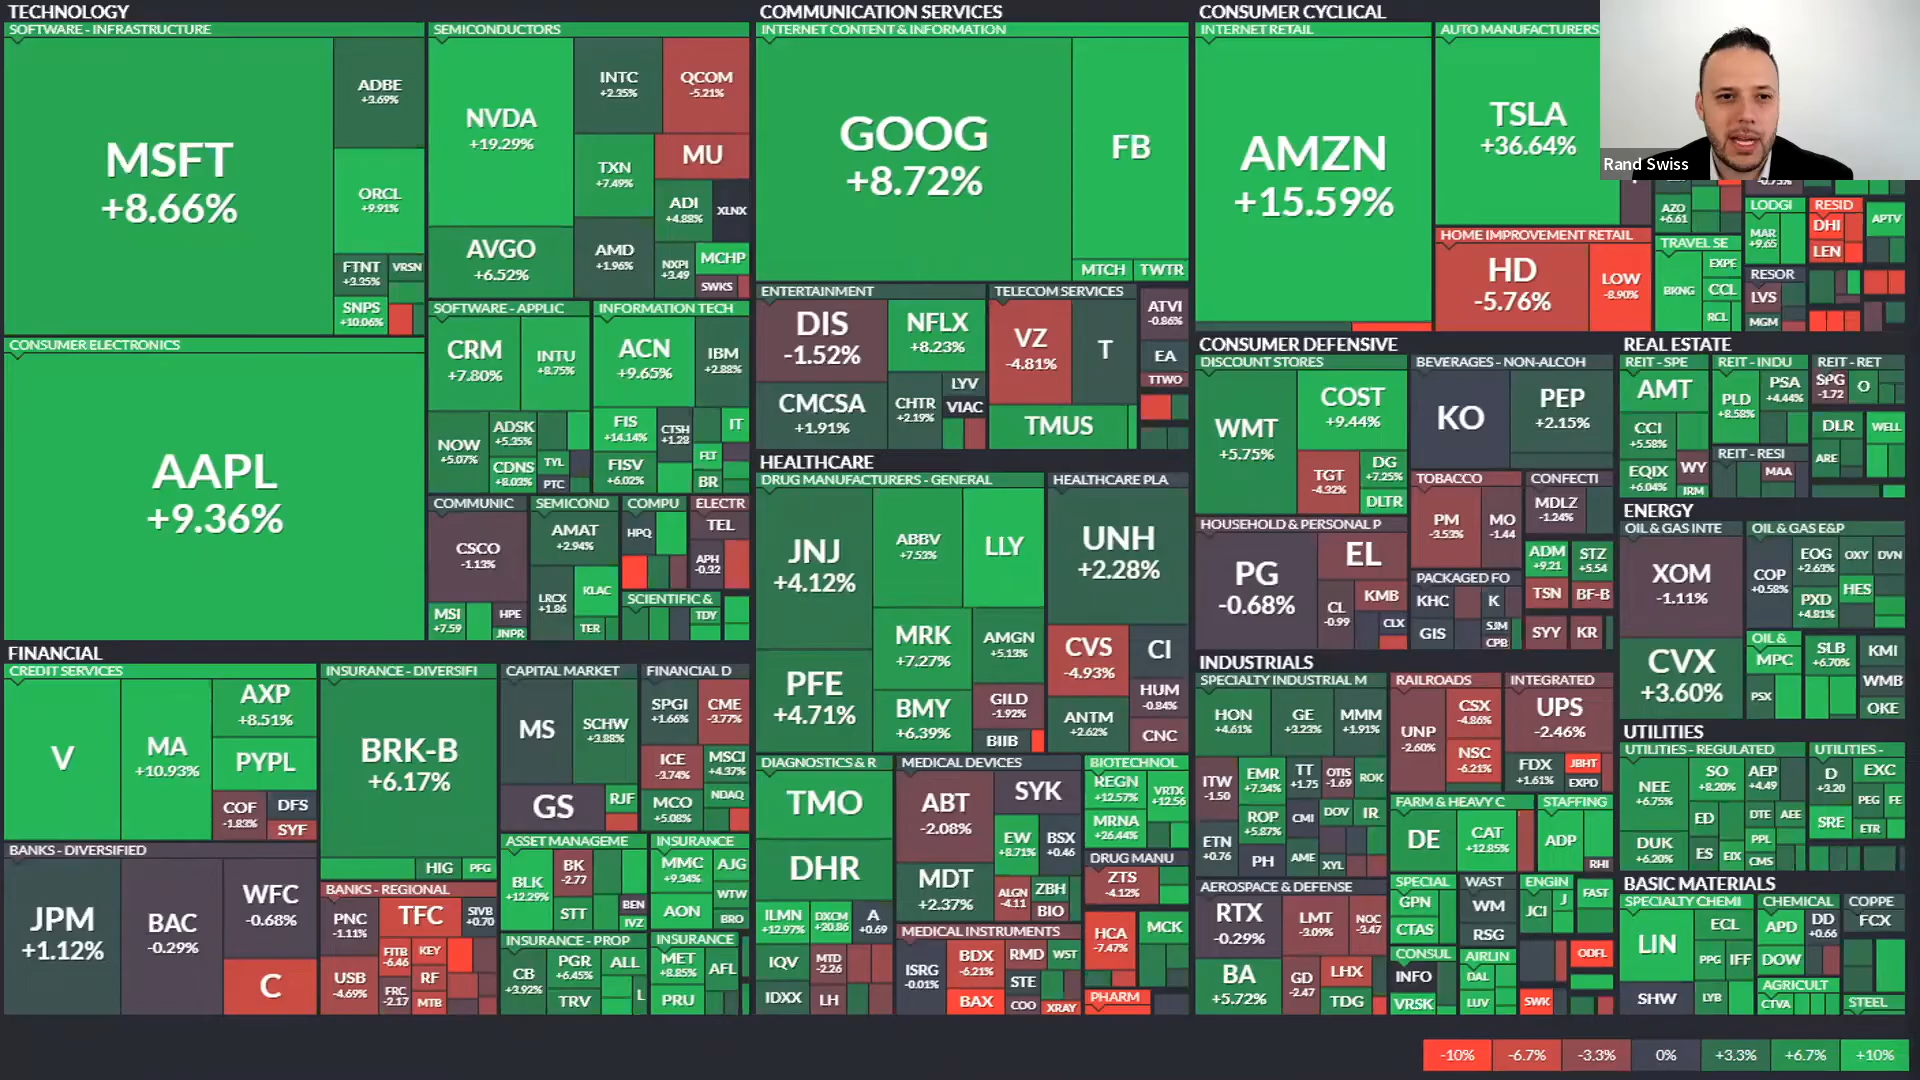 TECHNOLOGY
SOFTWARE - INFRASTRUCTURE
MSFT
+8.66%
ADBE
+3.69%
ORCL
+9.91%
FTNT
+3.35%
VRSN
SNPS
+10.06%
CONSUMER ELECTRONICS
AAPL
+9.36%
SEMICONDUCTORS
NVDA
+19.29%
AVGO
+6.52%
INTC
+2.35%
QCOM
-5.21%
TXN
+7.49%
MU
ADI
+4.88%
XLNX
AMD
+1.96%
NXPI
+3.49
MCHP
SWKS
SOFTWARE - APPLIC
CRM
+7.80%
INTU
+8.75%
NOW
+5.07%
ADSK
+5.35%
CDNS
+8.03%
TYL
PTC
INFORMATION TECH
ACN
+9.65%
IBM
+2.88%
FIS
+14.14%
CTSH
+1.28
IT
FISV
+6.02%
FLT
BR
COMMUNIC
CSCO
-1.13%
MSI
+7.59
HPE
JNPR
SEMICOND
AMAT
+2.94%
LRCX
+1.86
KLAC
TER
COMPU
HPQ
ELECTR
TEL
APH
-0.32
SCIENTIFIC &
TDY
COMMUNICATION SERVICES
INTERNET CONTENT & INFORMATION
GOOG
+8.72%
FB
MTCH
TWTR
ENTERTAINMENT
DIS
-1.52%
NFLX
+8.23%
CMCSA
+1.91%
CHTR
+2.19%
LYV
VIAC
TELECOM SERVICES
VZ
-4.81%
T
TMUS
ATVI
-0.86%
EA
TTWO
CONSUMER CYCLICAL
INTERNET RETAIL
AMZN
+15.59%
AUTO MANUFACTURERS
TSLA
+36.64%
Rand Swiss
HOME IMPROVEMENT RETAIL
HD
-5.76%
LOW
-8.90%
AZO
+6.61
TRAVEL SE
BKNG
EXPE
CCL
RCL
LODGI
MAR
+9.65
RESID
DHI
LEN
APTV
RESOR
LVS
MGM
HEALTHCARE
DRUG MANUFACTURERS - GENERAL
JNJ
+4.12%
PFE
+4.71%
ABBV
+7.53%
LLY
MRK
+7.27%
AMGN
+5.13%
BMY
+6.39%
GILD
-1.92%
BIIB
HEALTHCARE PLA
UNH
+2.28%
CVS
-4.93%
CI
HUM
-0.84%
ANTM
+2.62%
CNC
DIAGNOSTICS & R
TMO
DHR
ILMN
+12.97%
DXCM
+20.86
A
+0.69
IQV
MTD
-2.26
IDXX
LH
MEDICAL DEVICES
ABT
-2.08%
SYK
EW
+8.71%
BSX
+0.46
MDT
+2.37%
ALGN
-4.11
ZBH
BIO
BIOTECHNOL
REGN
+12.57%
VRTX
+12.56
MRNA
+26.44%
DRUG MANU
ZTS
-4.12%
MEDICAL INSTRUMENTS
ISRG
-0.01%
BDX
-6.21%
RMD
WST
STE
BAX
COO
XRAY
HCA
-7.47%
MCK
PHARM
CONSUMER DEFENSIVE
DISCOUNT STORES
WMT
+5.75%
COST
+9.44%
TGT
-4.32%
DG
+7.25%
DLTR
BEVERAGES - NON-ALCOH
KO
PEP
+2.15%
HOUSEHOLD & PERSONAL P
PG
-0.68%
EL
CL
-0.99
KMB
CLX
TOBACCO
PM
-3.53%
MO
-1.44
CONFECTI
MDLZ
-1.24%
PACKAGED FO
KHC
K
GIS
SJM
CPB
ADM
+9.21
STZ
+5.54
TSN
BF-B
SYY
KR
REAL ESTATE
REIT - SPE
AMT
CCI
+5.58%
EQIX
+6.04%
WY
IRM
REIT - INDU
PLD
+8.58%
PSA
+4.44%
REIT - RET
SPG
-1.72
O
REIT - RESI
MAA
DLR
WELL
ARE
ENERGY
OIL & GAS INTE
XOM
-1.11%
CVX
+3.60%
OIL & GAS E&P
COP
+0.58%
EOG
+2.63%
OXY
DVN
PXD
+4.81%
HES
OIL &
MPC
PSX
SLB
+6.70%
KMI
WMB
OKE
FINANCIAL
CREDIT SERVICES
V
MA
+10.93%
AXP
+8.51%
PYPL
COF
-1.83%
DFS
SYF
BANKS - DIVERSIFIED
JPM
+1.12%
BAC
-0.29%
WFC
-0.68%
C
INSURANCE - DIVERSIFI
BRK-B
+6.17%
HIG
PFG
BANKS - REGIONAL
PNC
-1.11%
TFC
SIVB
+0.70
USB
-4.69%
FITB
-6.46
KEY
FRC
-2.17
RF
MTB
CAPITAL MARKET
MS
SCHW
+3.88%
GS
RJF
FINANCIAL D
SPGI
+1.66%
CME
-3.77%
ICE
-3.74%
MSCI
+4.37%
MCO
+5.08%
NDAQ
ASSET MANAGEME
BLK
+12.29%
BK
-2.77
STT
BEN
IVZ
INSURANCE
MMC
+9.34%
AJG
WTW
AON
BRO
INSURANCE - PROP
CB
+3.92%
PGR
+6.45%
ALL
TRV
L
INSURANCE
MET
+8.85%
AFL
PRU
INDUSTRIALS
SPECIALTY INDUSTRIAL M
HON
+4.61%
GE
+3.23%
MMM
+1.91%
ITW
-1.50
EMR
+7.34%
TT
+1.75
OTIS
-1.69
ROK
ROP
+5.87%
CMI
DOV
IR
ETN
+0.76
PH
AME
XYL
RAILROADS
UNP
-2.60%
CSX
-4.86%
NSC
-6.21%
INTEGRATED
UPS
-2.46%
FDX
+1.61%
JBHT
EXPD
FARM & HEAVY C
DE
CAT
+12.85%
STAFFING
ADP
RHI
AEROSPACE & DEFENSE
RTX
-0.29%
LMT
-3.09%
NOC
-3.47
BA
+5.72%
GD
-2.47
LHX
TDG
SPECIAL
GPN
CTAS
WAST
WM
RSG
ENGIN
JCI
J
FAST
CONSUL
INFO
VRSK
AIRLIN
DAL
LUV
ODFL
SWK
UTILITIES
UTILITIES - REGULATED
NEE
+6.75%
SO
+8.20%
AEP
+4.49
DUK
+6.20%
ED
DTE
AEE
ES
EIX
PPL
CMS
UTILITIES -
D
+3.20
EXC
PEG
FE
SRE
ETR
BASIC MATERIALS
SPECIALTY CHEMI
LIN
ECL
PPG
IFF
SHW
LYB
CHEMICAL
APD
DD
+0.66
DOW
COPPE
FCX
AGRICULT
CTVA
STEEL
-10%
-6.7%
-3.3%
0%
+3.3%
+6.7%
+10%